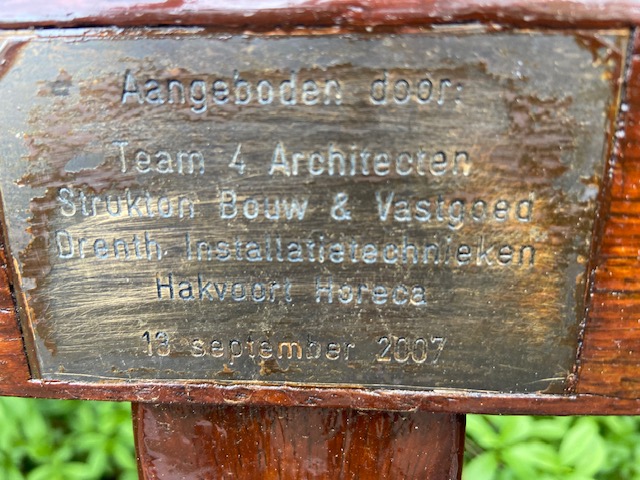 Aangeboden door:
Team 4 Architecten
Strukton Bouw & Vastgoed
Drenth Installatietechnieken
Hakvoort Horeca
13 september 2007